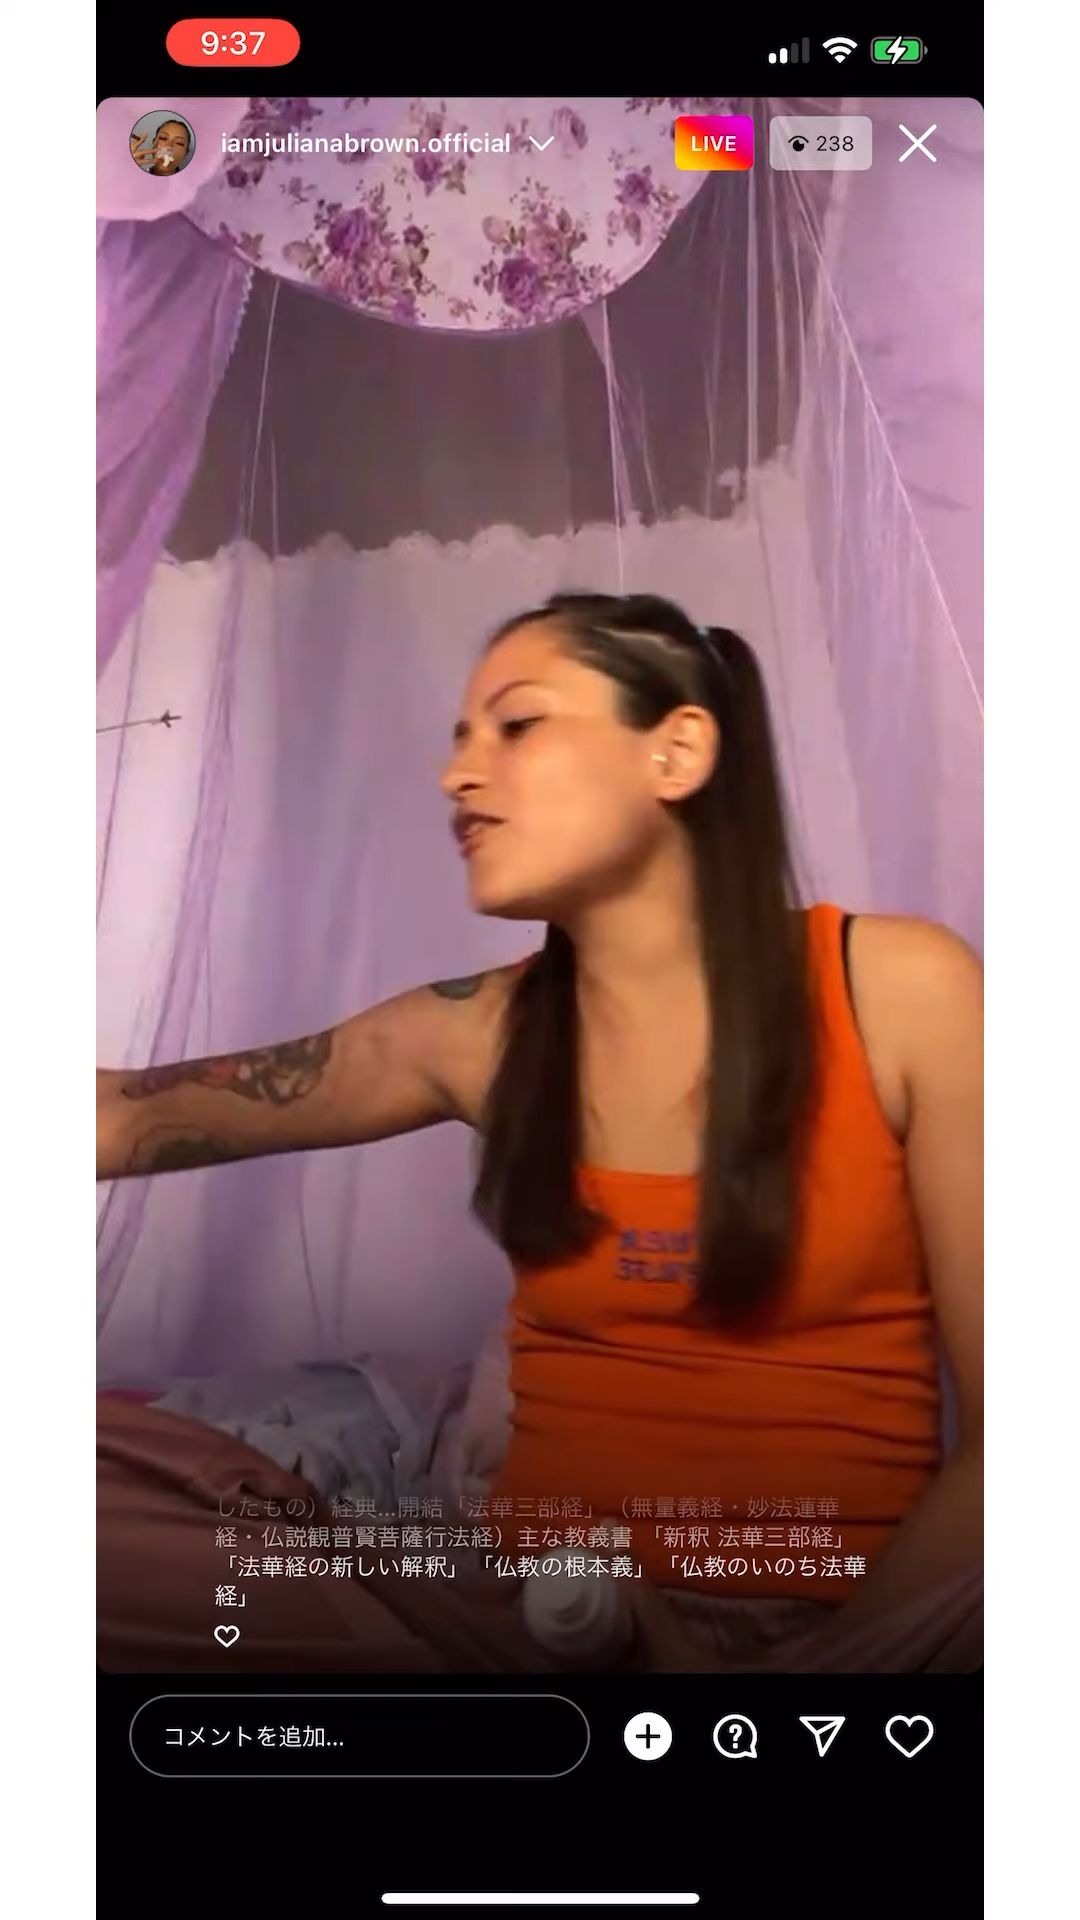 9:37
iamjulianabrown.official
LIVE
238
したもの）経典...開結「法華三部経」（無量義経・妙法蓮華
経・仏説観普賢菩薩行法経）主な教義書 「新釈 法華三部経」
「法華経の新しい解釈」「仏教の根本義」「仏教のいのち法華
経」
コメントを追加...